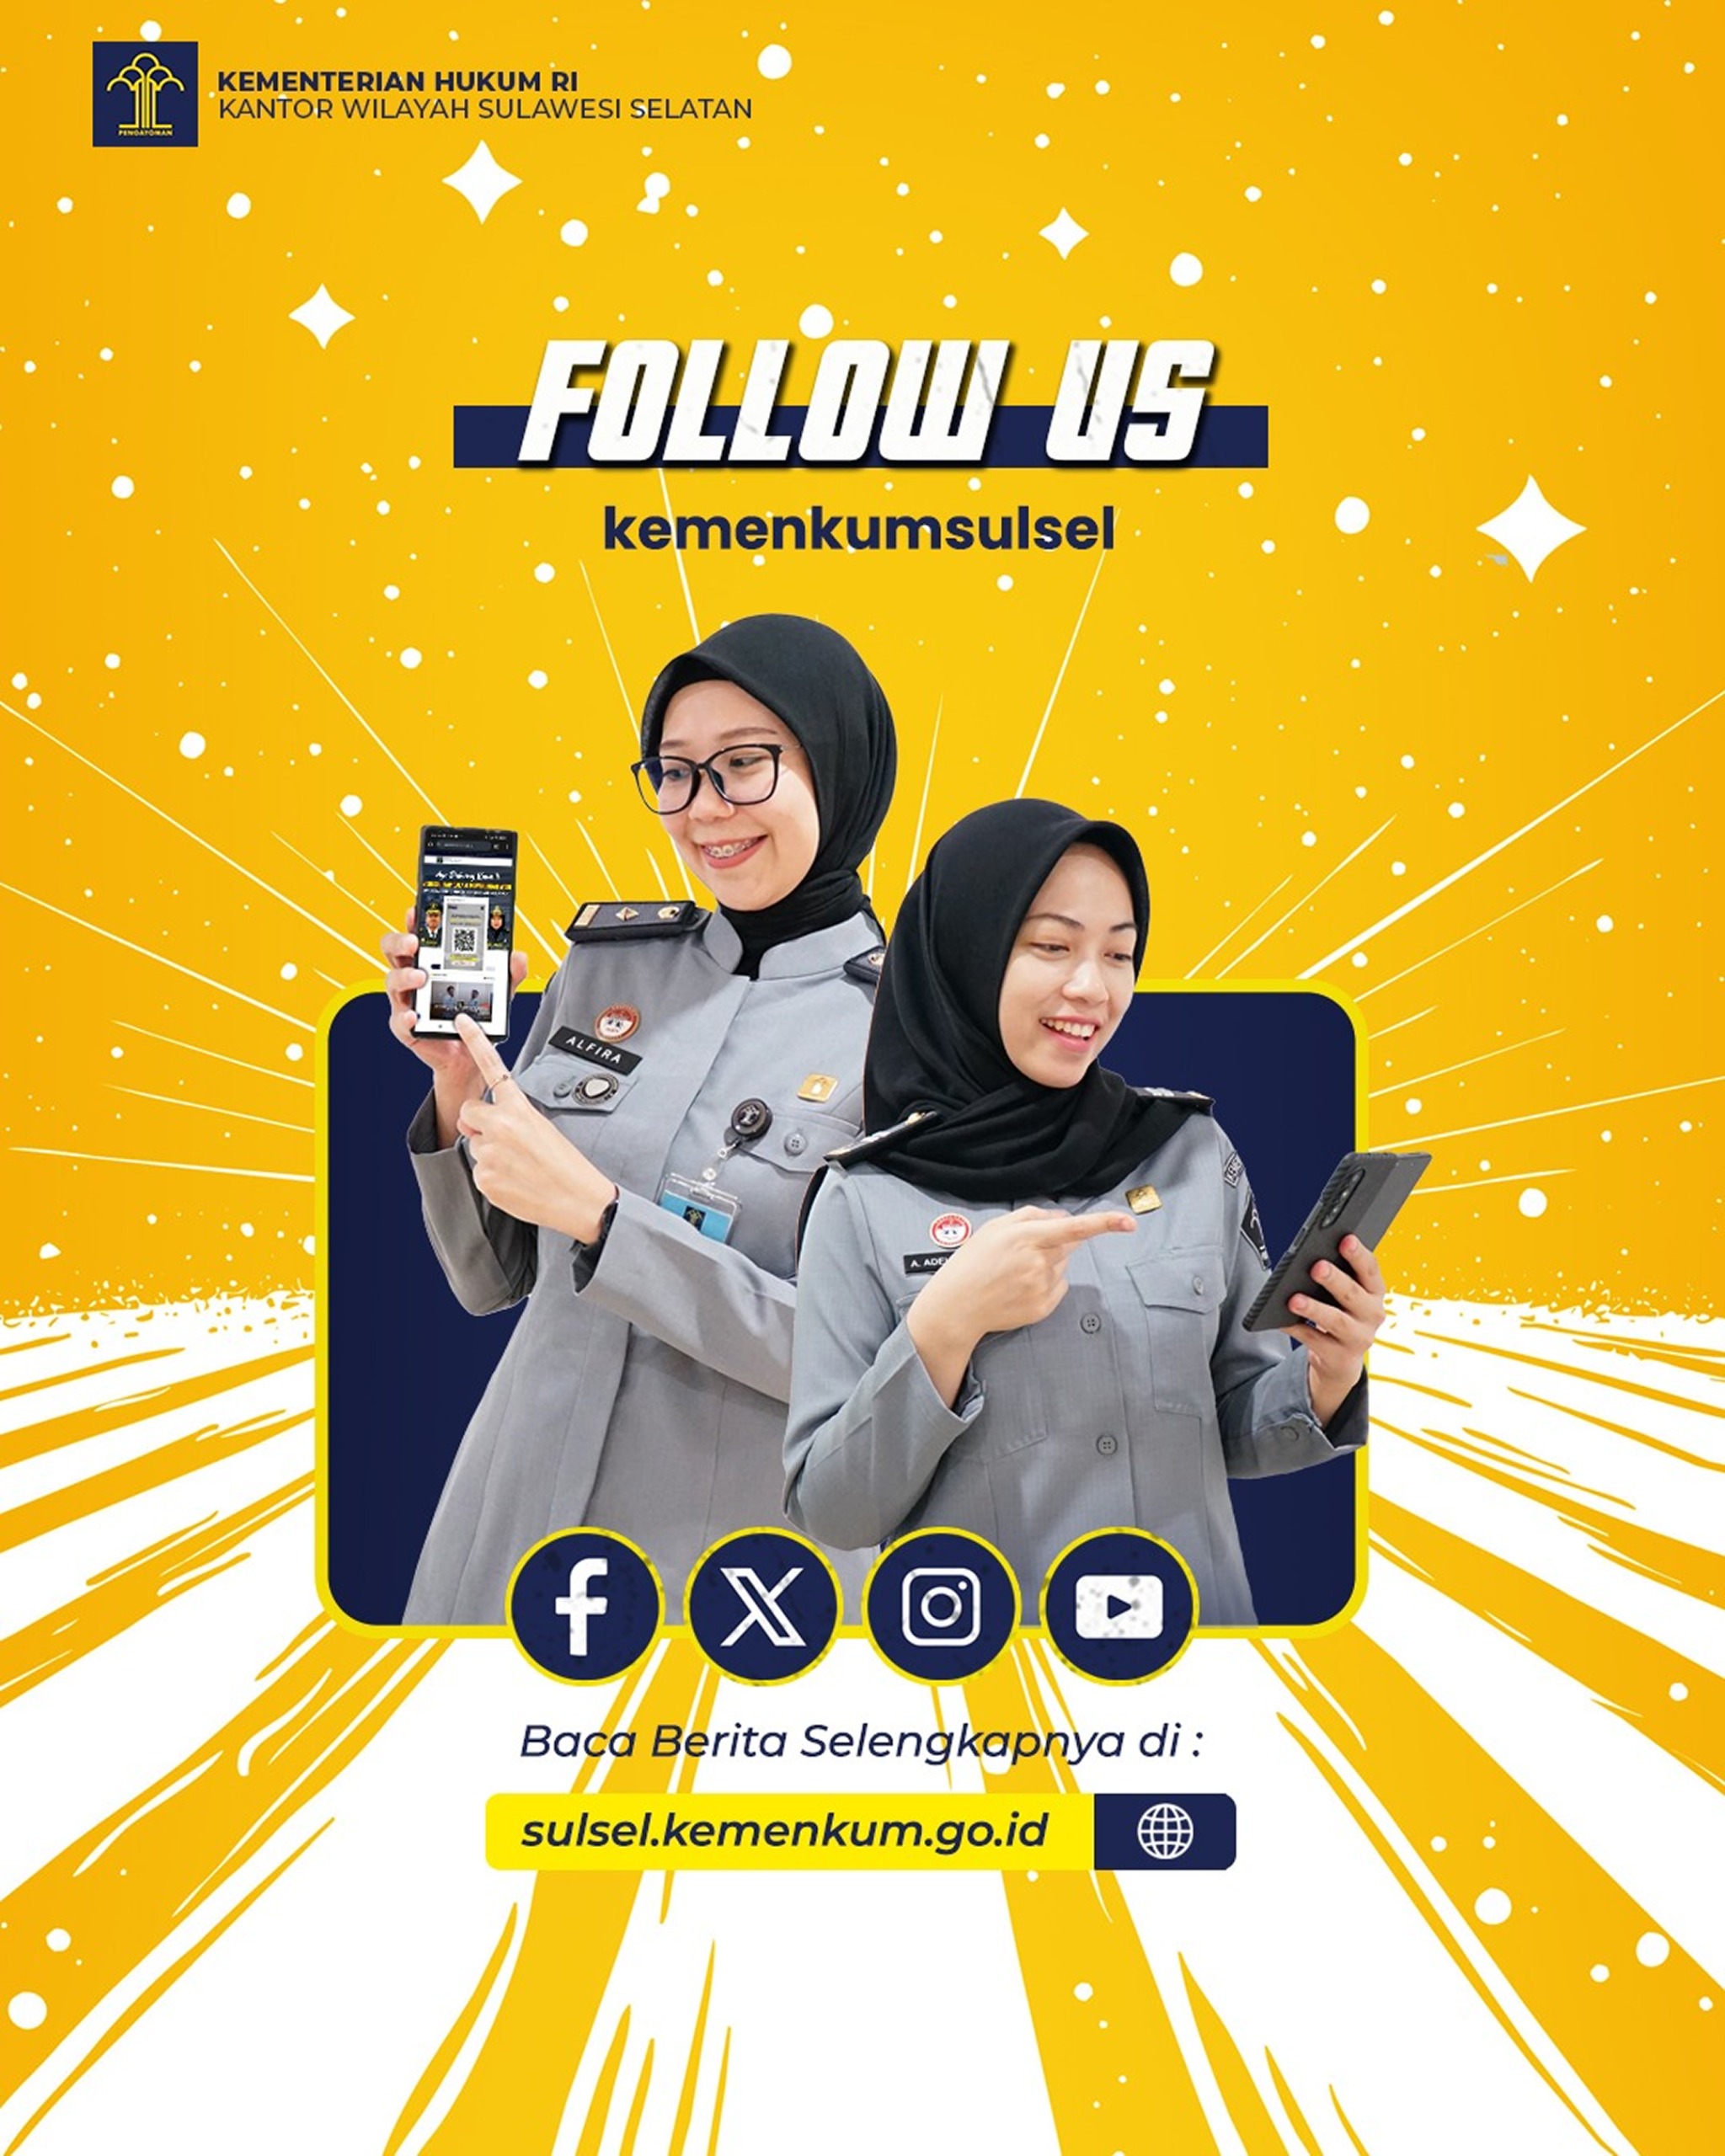 KEMENTERIAN HUKUM RI
KANTOR WILAYAH SULAWESI SELATAN
PENGAYOMAN
FOLLOW US
kemenkumsulsel
ALFIRA
Baca Berita Selengkapnya di :
sulsel.kemenkum.go.id